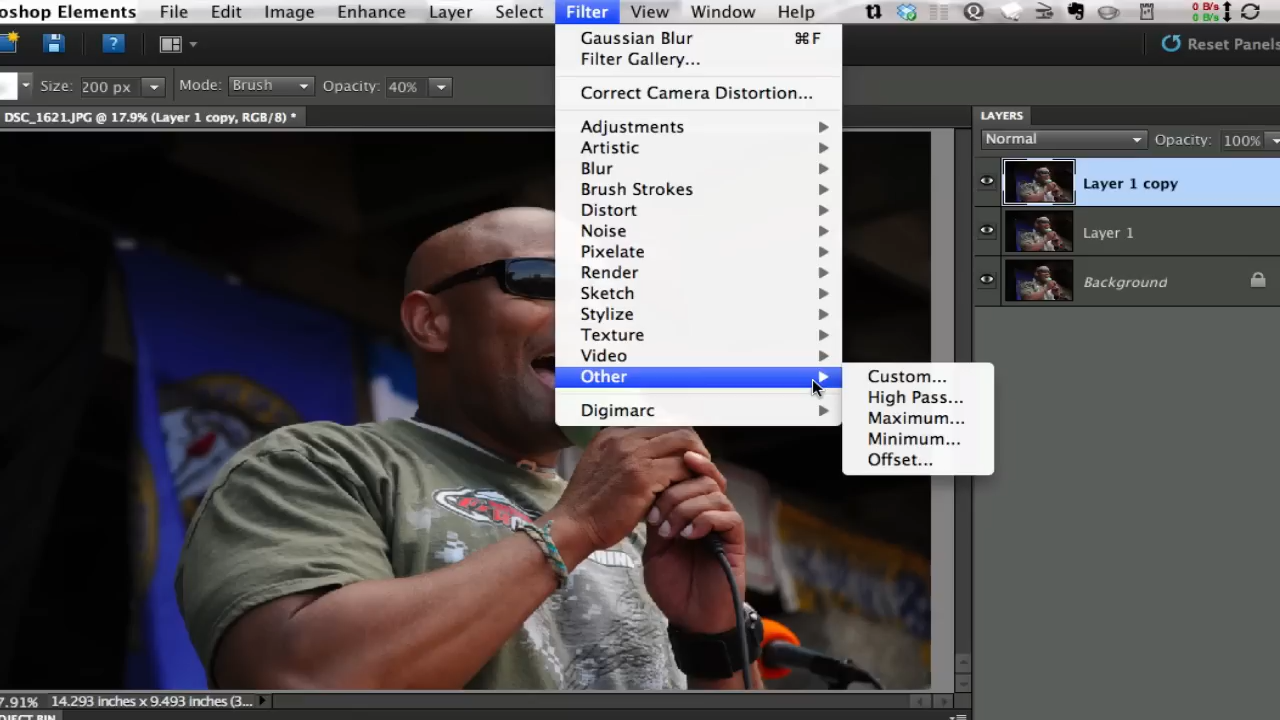 oshop Elements File Edit Image Enhance Layer Select Filter View Window Help 0 B/s 0 B/s
? Reset Panels
Size: 200 px Mode: Brush Opacity: 40%
DSC_1621.JPG @ 17.9% (Layer 1 copy, RGB/8) *
Gaussian Blur ⌘F
Filter Gallery...
Correct Camera Distortion...
Adjustments
Artistic
Blur
Brush Strokes
Distort
Noise
Pixelate
Render
Sketch
Stylize
Texture
Video
Other
Digimarc
Custom...
High Pass...
Maximum...
Minimum...
Offset...
LAYERS
Normal Opacity: 100%
Layer 1 copy
Layer 1
Background
7.91% 14.293 inches x 9.493 inches (3...
OJECT BIN